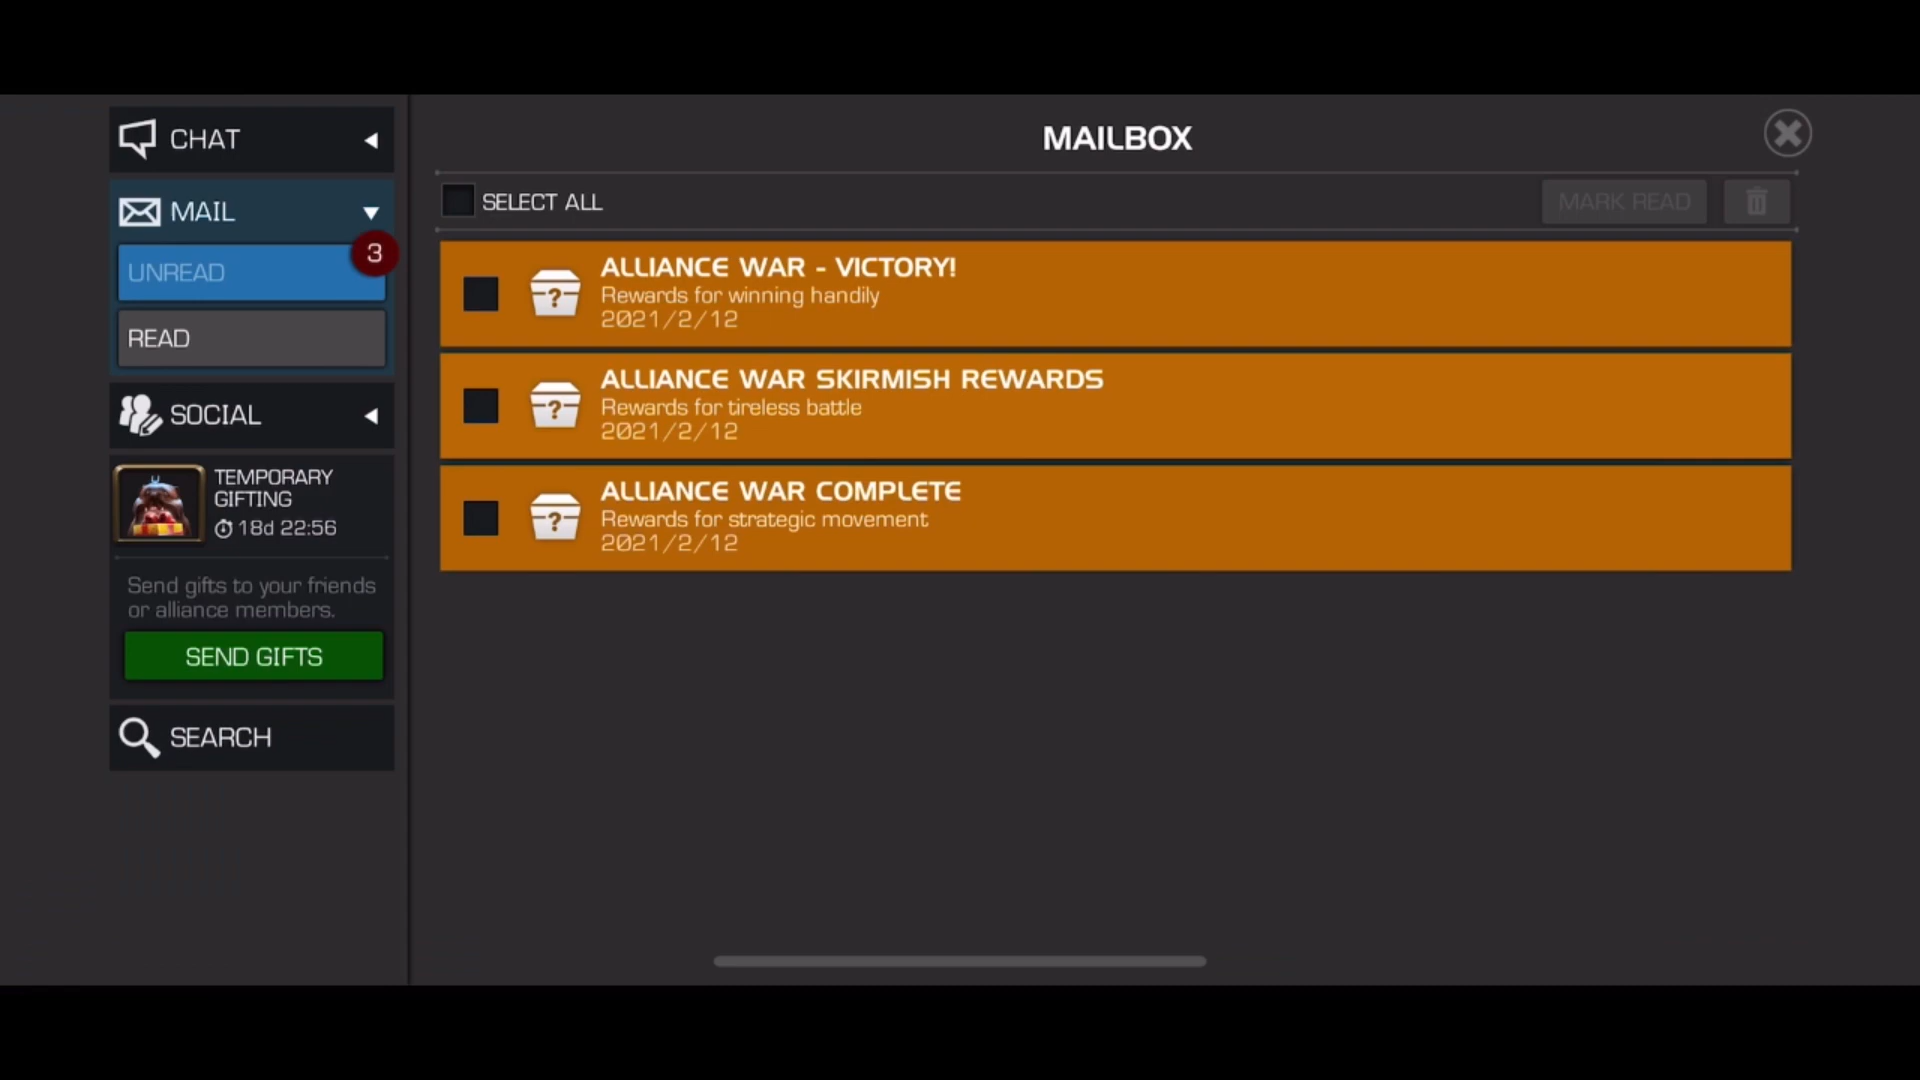 CHAT
MAIL
3
UNREAD
READ
SOCIAL
TEMPORARY
GIFTING
18d 22:56
Send gifts to your friends
or alliance members.
SEND GIFTS
SEARCH
MAILBOX
SELECT ALL
MARK READ
ALLIANCE WAR - VICTORY!
Rewards for winning handily
2021/2/12
ALLIANCE WAR SKIRMISH REWARDS
Rewards for tireless battle
2021/2/12
ALLIANCE WAR COMPLETE
Rewards for strategic movement
2021/2/12